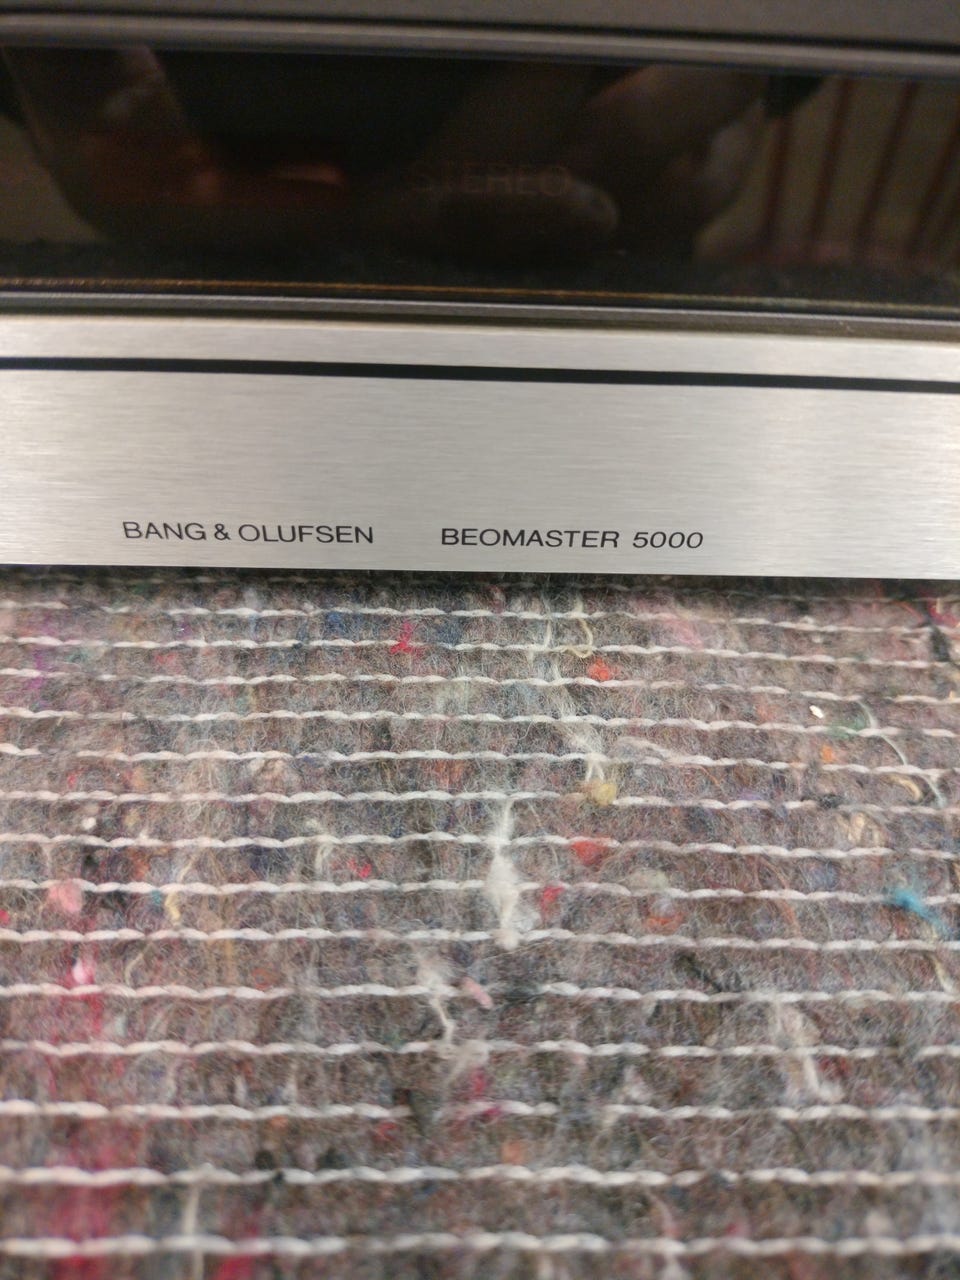 STEREO
BANG & OLUFSEN BEOMASTER 5000